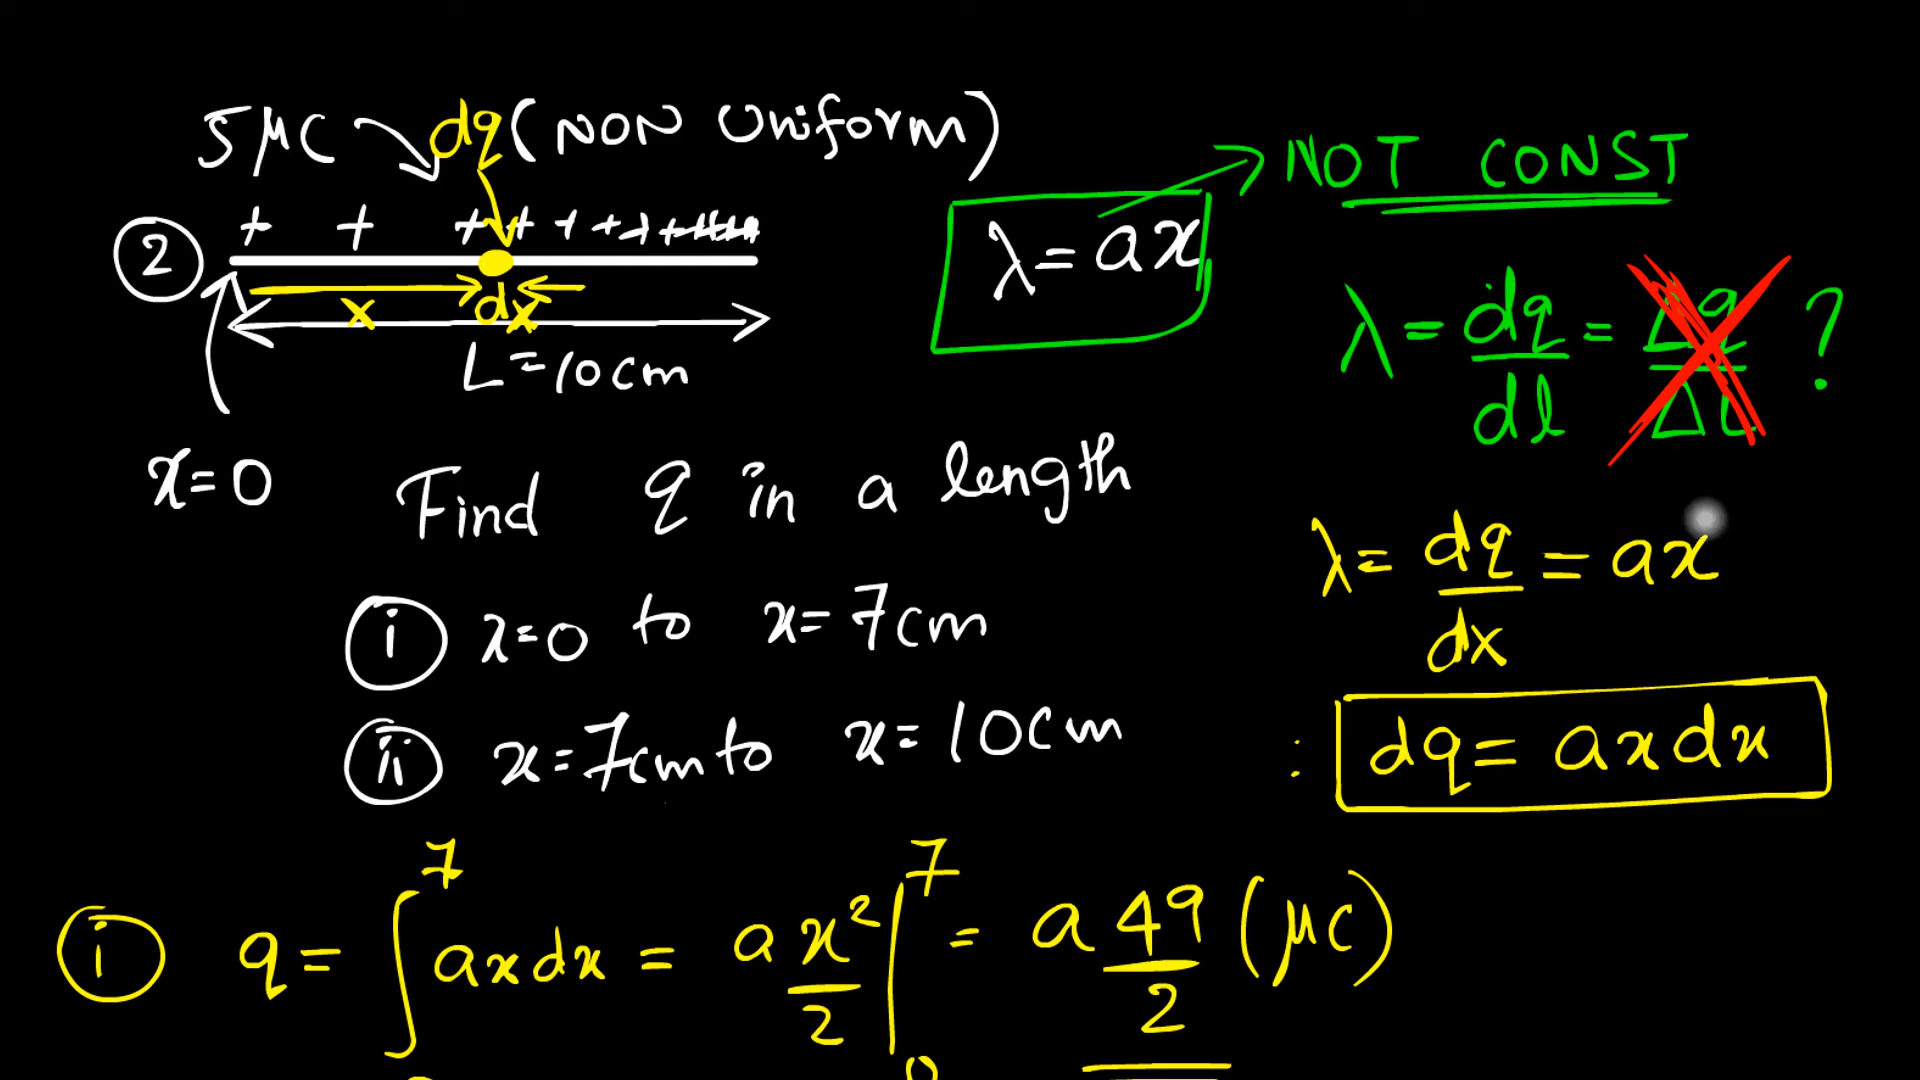 5μC dq (NON Uniform)
NOT CONST
+ + + + + + + + + + +
λ = ax
②
x dx
λ = dq/dl = Δq/Δl ?
L = 10cm
x=0
Find q in a length
λ = dq/dx = ax
ⓘ x=0 to x=7cm
∴ dq = axdx
ⓘⓘ x=7cm to x=10cm
ⓘ q = ∫₀⁷ axdx = a x²/2 |₀⁷ = a 49/2 (μC)